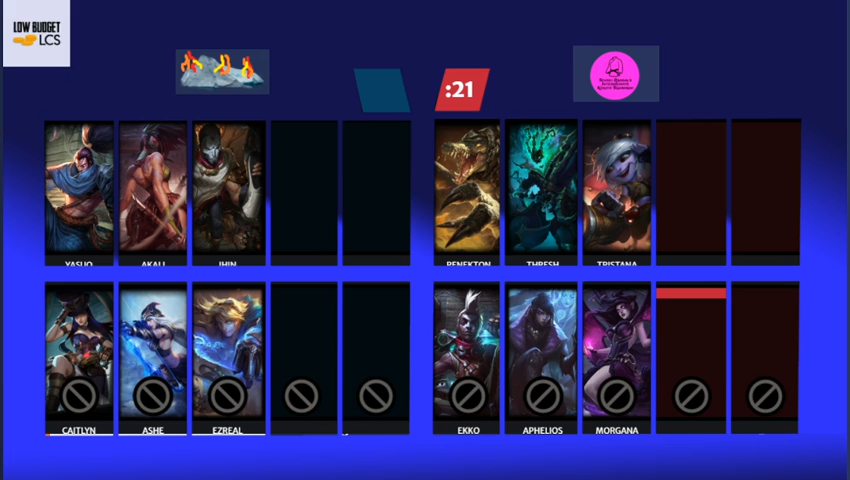 LOW BUDGET
LCS
:21
YASUO
AKALI
JHIN
RENEKTON
THRESH
TRISTANA
CAITLYN
ASHE
EZREAL
EKKO
APHELIOS
MORGANA